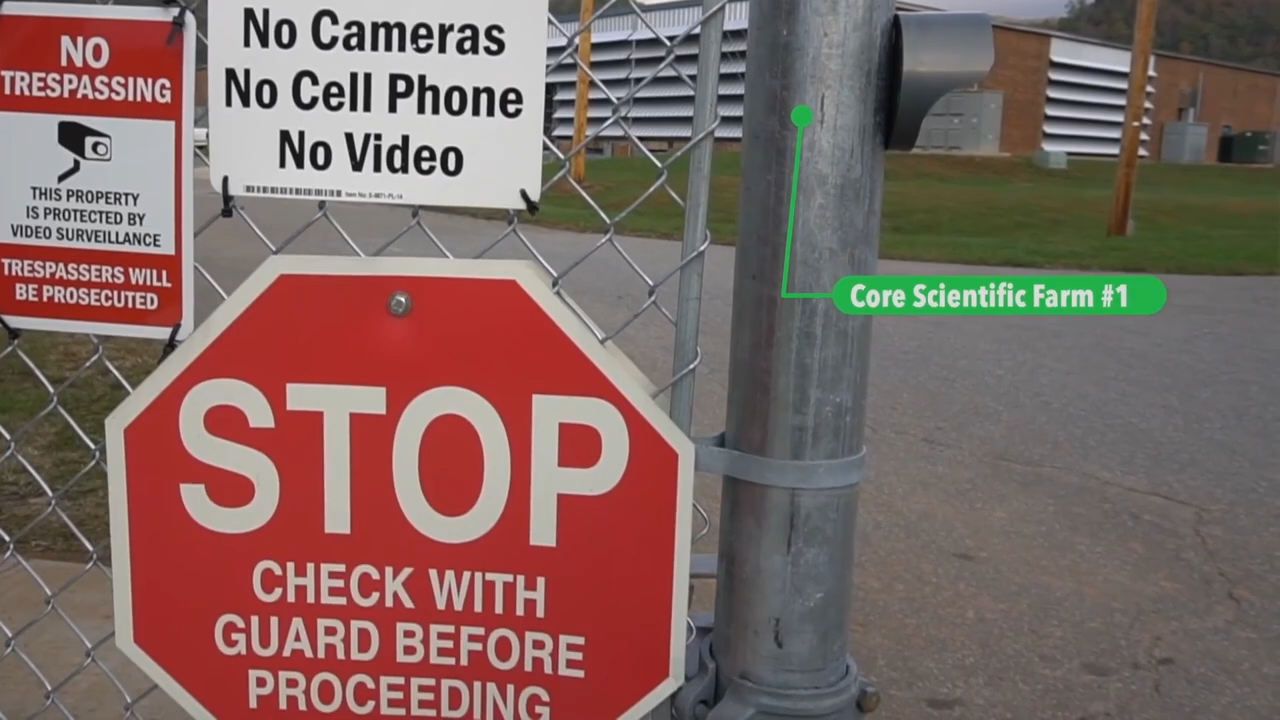 NO
TRESPASSING
THIS PROPERTY
IS PROTECTED BY
VIDEO SURVEILLANCE
TRESPASSERS WILL
BE PROSECUTED
No Cameras
No Cell Phone
No Video
Core Scientific Farm #1
STOP
CHECK WITH
GUARD BEFORE
PROCEEDING